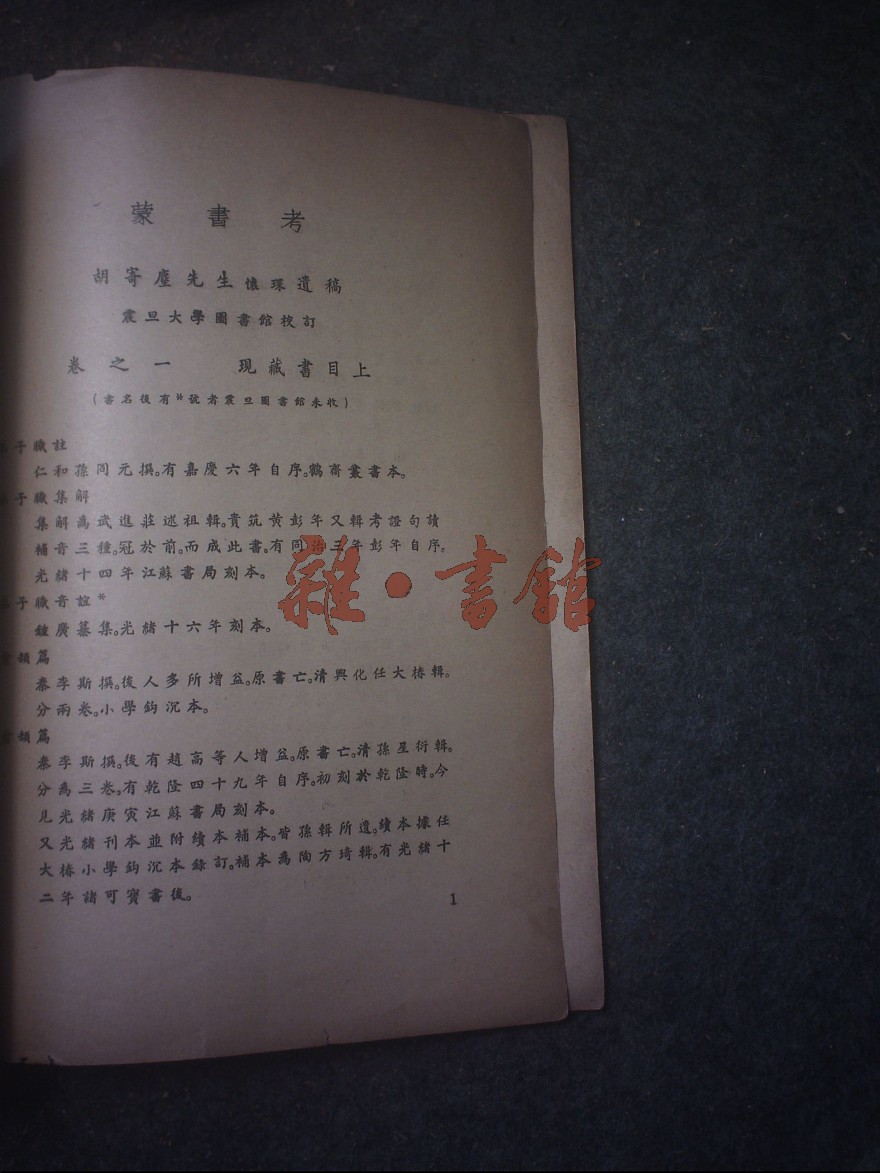 蒙書考
胡寄塵先生懷琛遺稿
震旦大學圖書館校訂
卷之一 現藏書目上
(書名後有*號者震旦圖書館未收)
子職註
仁和孫同元撰。有嘉慶六年自序。鶴齋叢書本。
子職集解
集解爲武進莊述祖輯。貴筑黃彭年又輯考證句讀
補音三種。冠於前。而成此書。有同治三年彭年自序。
光緒十四年江蘇書局刻本。
子職音誼*
鍾廣纂集。光緒十六年刻本。
頡篇
秦李斯撰。後人多所增益。原書亡。清興化任大椿輯。
分兩卷。小學鈎沉本。
頡篇
秦李斯撰。後有趙高等人增益。原書亡。清孫星衍輯。
分爲三卷。有乾隆四十九年自序。初刻於乾隆時。今
見光緒庚寅江蘇書局刻本。
又光緒刊本並附續本補本。皆孫輯所遺。續本據任
大椿小學鈎沉本錄訂。補本爲陶方琦輯。有光緒十
二年諸可寶書後。
1
雜·書館